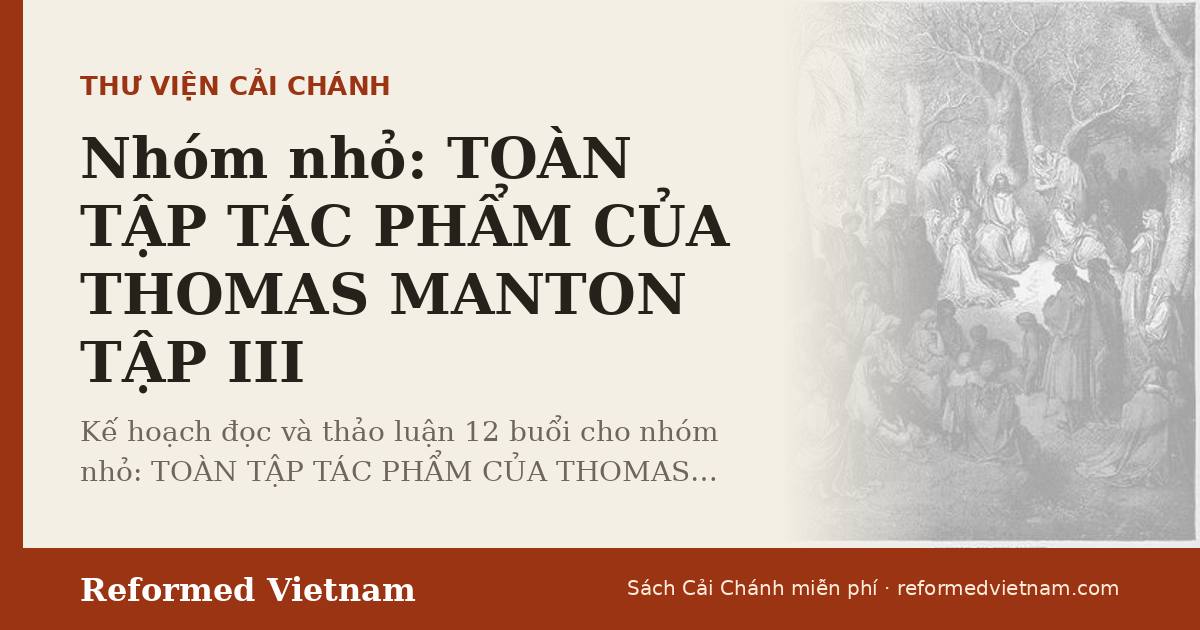 THƯ VIỆN CẢI CHÁNH
Nhóm nhỏ: TOÀN
TẬP TÁC PHẨM CỦA
THOMAS MANTON
TẬP III
Kế hoạch đọc và thảo luận 12 buổi cho nhóm
nhỏ: TOÀN TẬP TÁC PHẨM CỦA THOMAS...
Reformed Vietnam
Sách Cải Chánh miễn phí · reformedvietnam.com